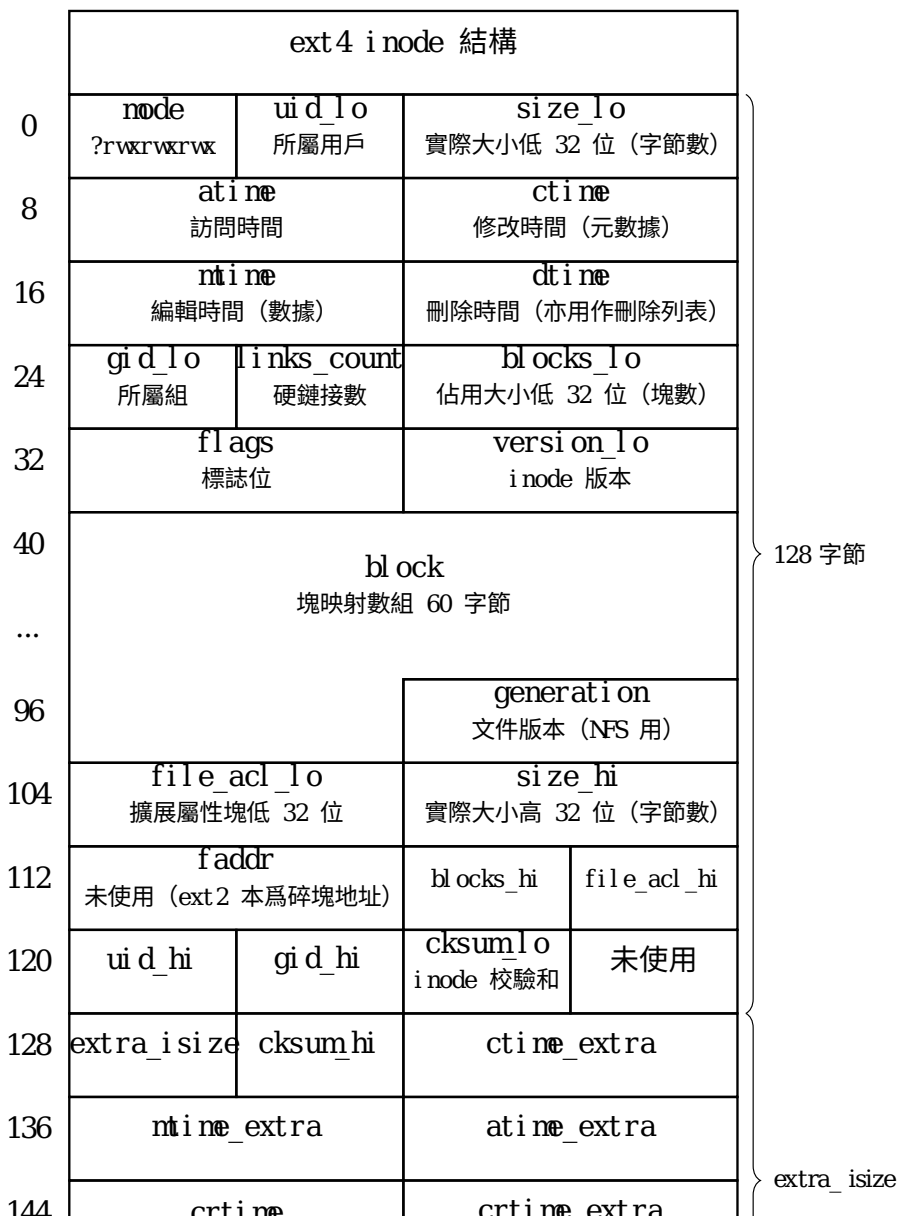 ext4 inode 結構
0 mode uid_lo size_lo
?rwxrwxrwx 所屬用戶 實際大小低 32 位（字節數）
8 atime ctime
訪問時間 修改時間（元數據）
16 mtime dtime
編輯時間（數據） 刪除時間（亦用作刪除列表）
24 gid_lo links_count blocks_lo
所屬組 硬鏈接數 佔用大小低 32 位（塊數）
32 flags version_lo
標誌位 inode 版本
40 block
塊映射數組 60 字節
128 字節
...
96 generation
文件版本（NFS 用）
104 file_acl_lo size_hi
擴展屬性塊低 32 位 實際大小高 32 位（字節數）
112 faddr blocks_hi file_acl_hi
未使用（ext2 本爲碎塊地址）
120 uid_hi gid_hi cksum_lo 未使用
inode 校驗和
128 extra_isize cksum_hi ctime_extra
136 mtime_extra atime_extra
extra_isize
144 crtime crtime_extra